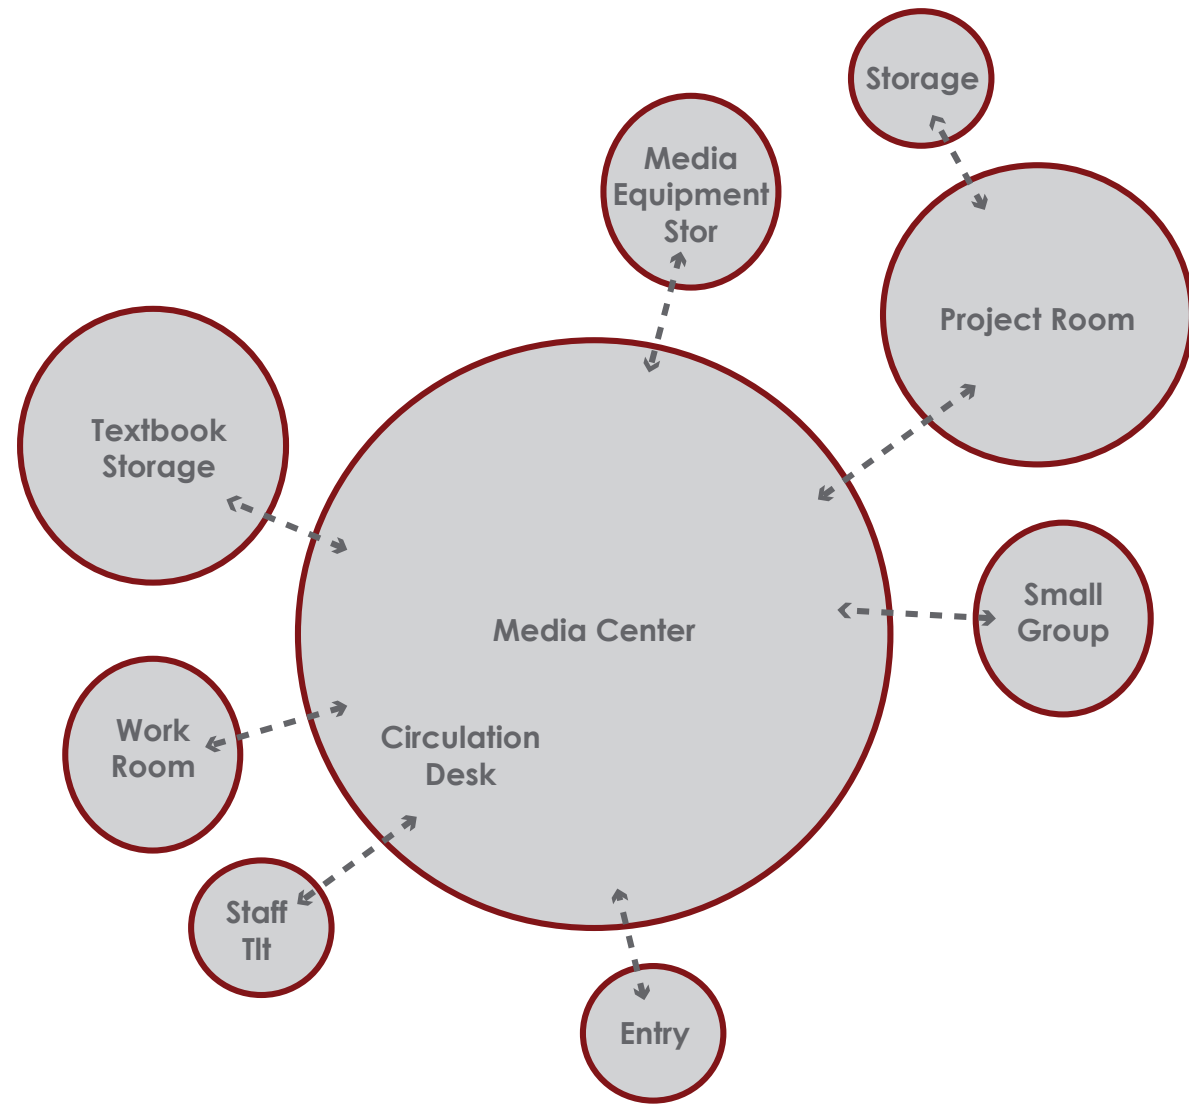 Storage
Media
Equipment
Stor
Project Room
Textbook
Storage
Small
Group
Media Center
Work
Room
Circulation
Desk
Staff
Tlt
Entry